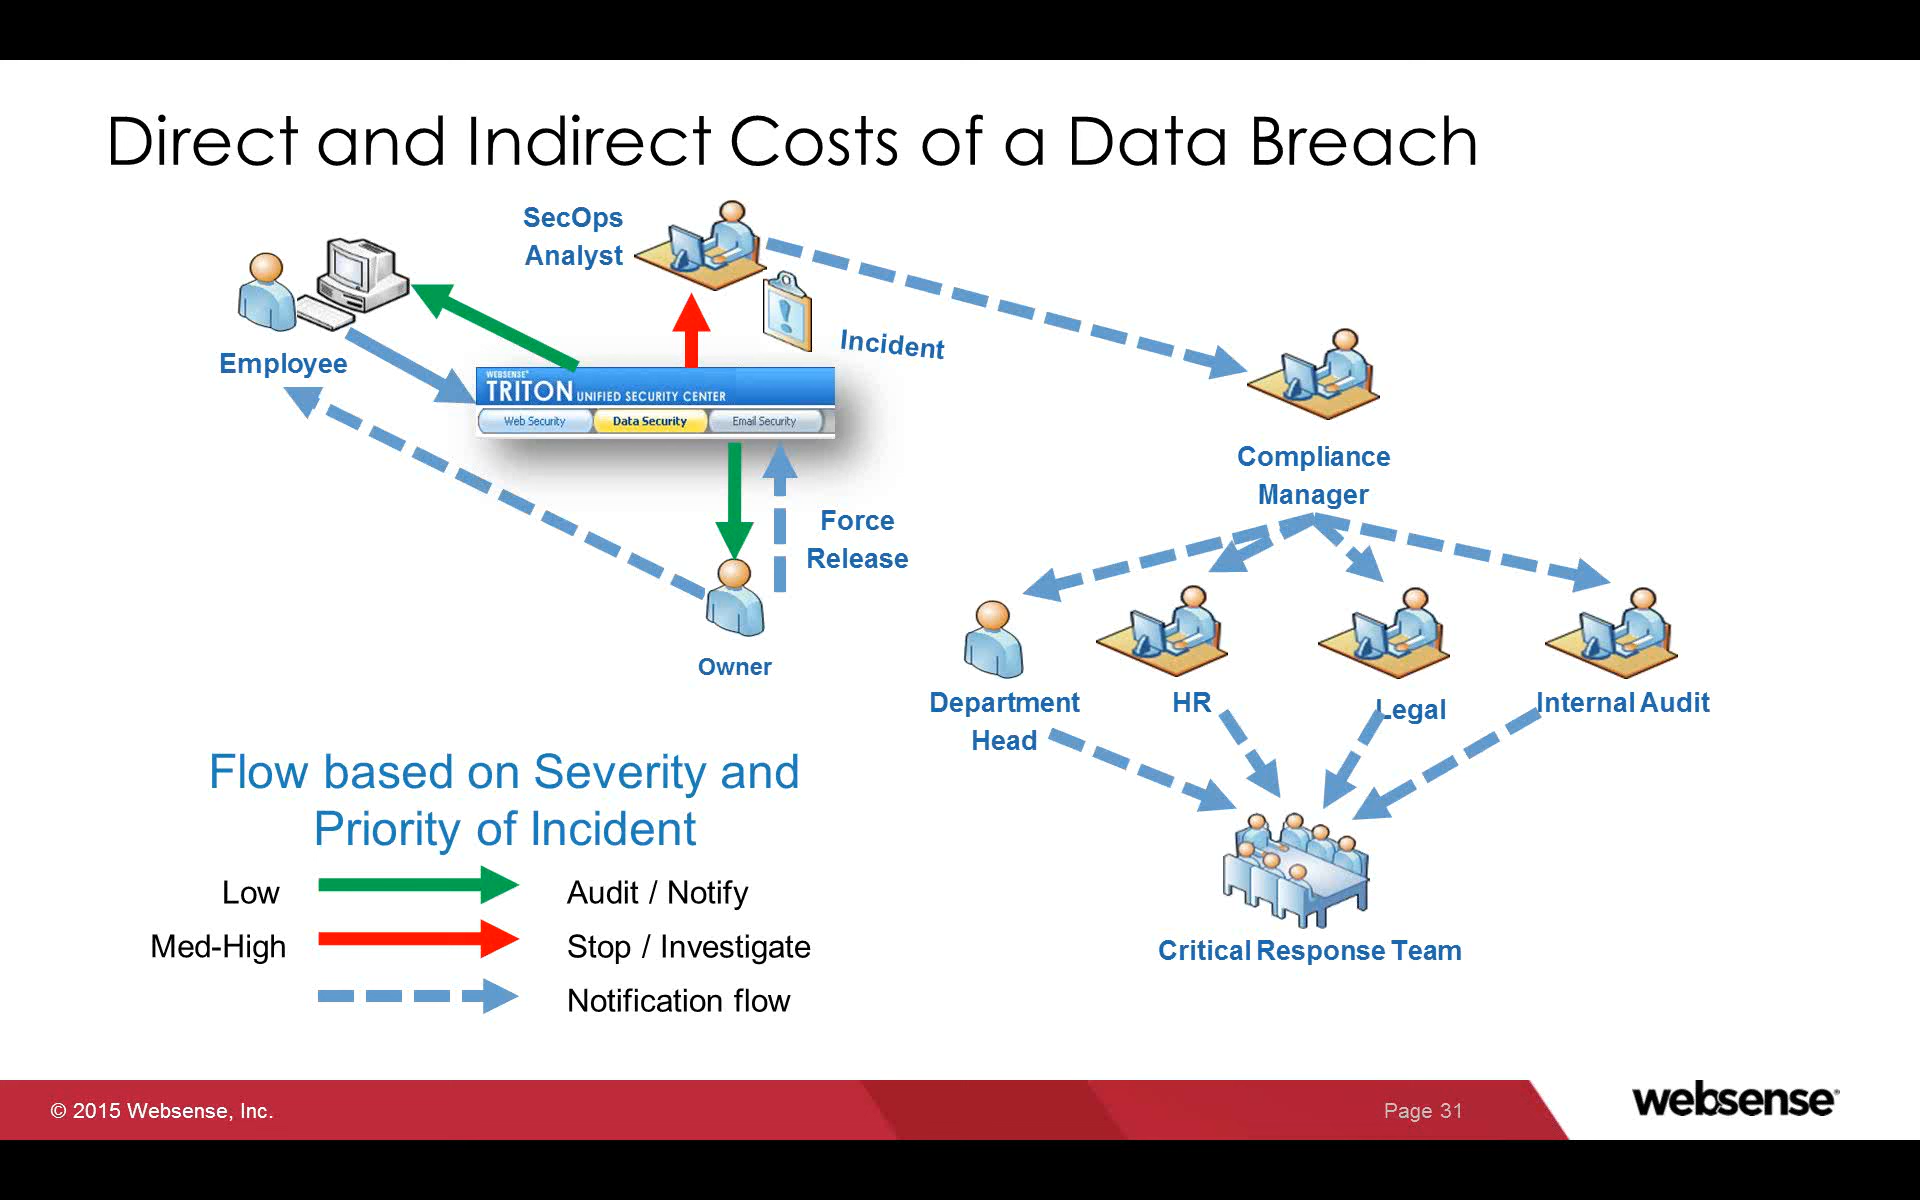 Direct and Indirect Costs of a Data Breach
SecOps
Analyst
Incident
Employee
WEBSENSE®
TRITON UNIFIED SECURITY CENTER
Web Security
Data Security
Email Security
Compliance
Manager
Force
Release
Owner
Department
Head
HR
Legal
Internal Audit
Critical Response Team
Flow based on Severity and
Priority of Incident
Low
Audit / Notify
Med-High
Stop / Investigate
Notification flow
© 2015 Websense, Inc.
Page 31
websense®